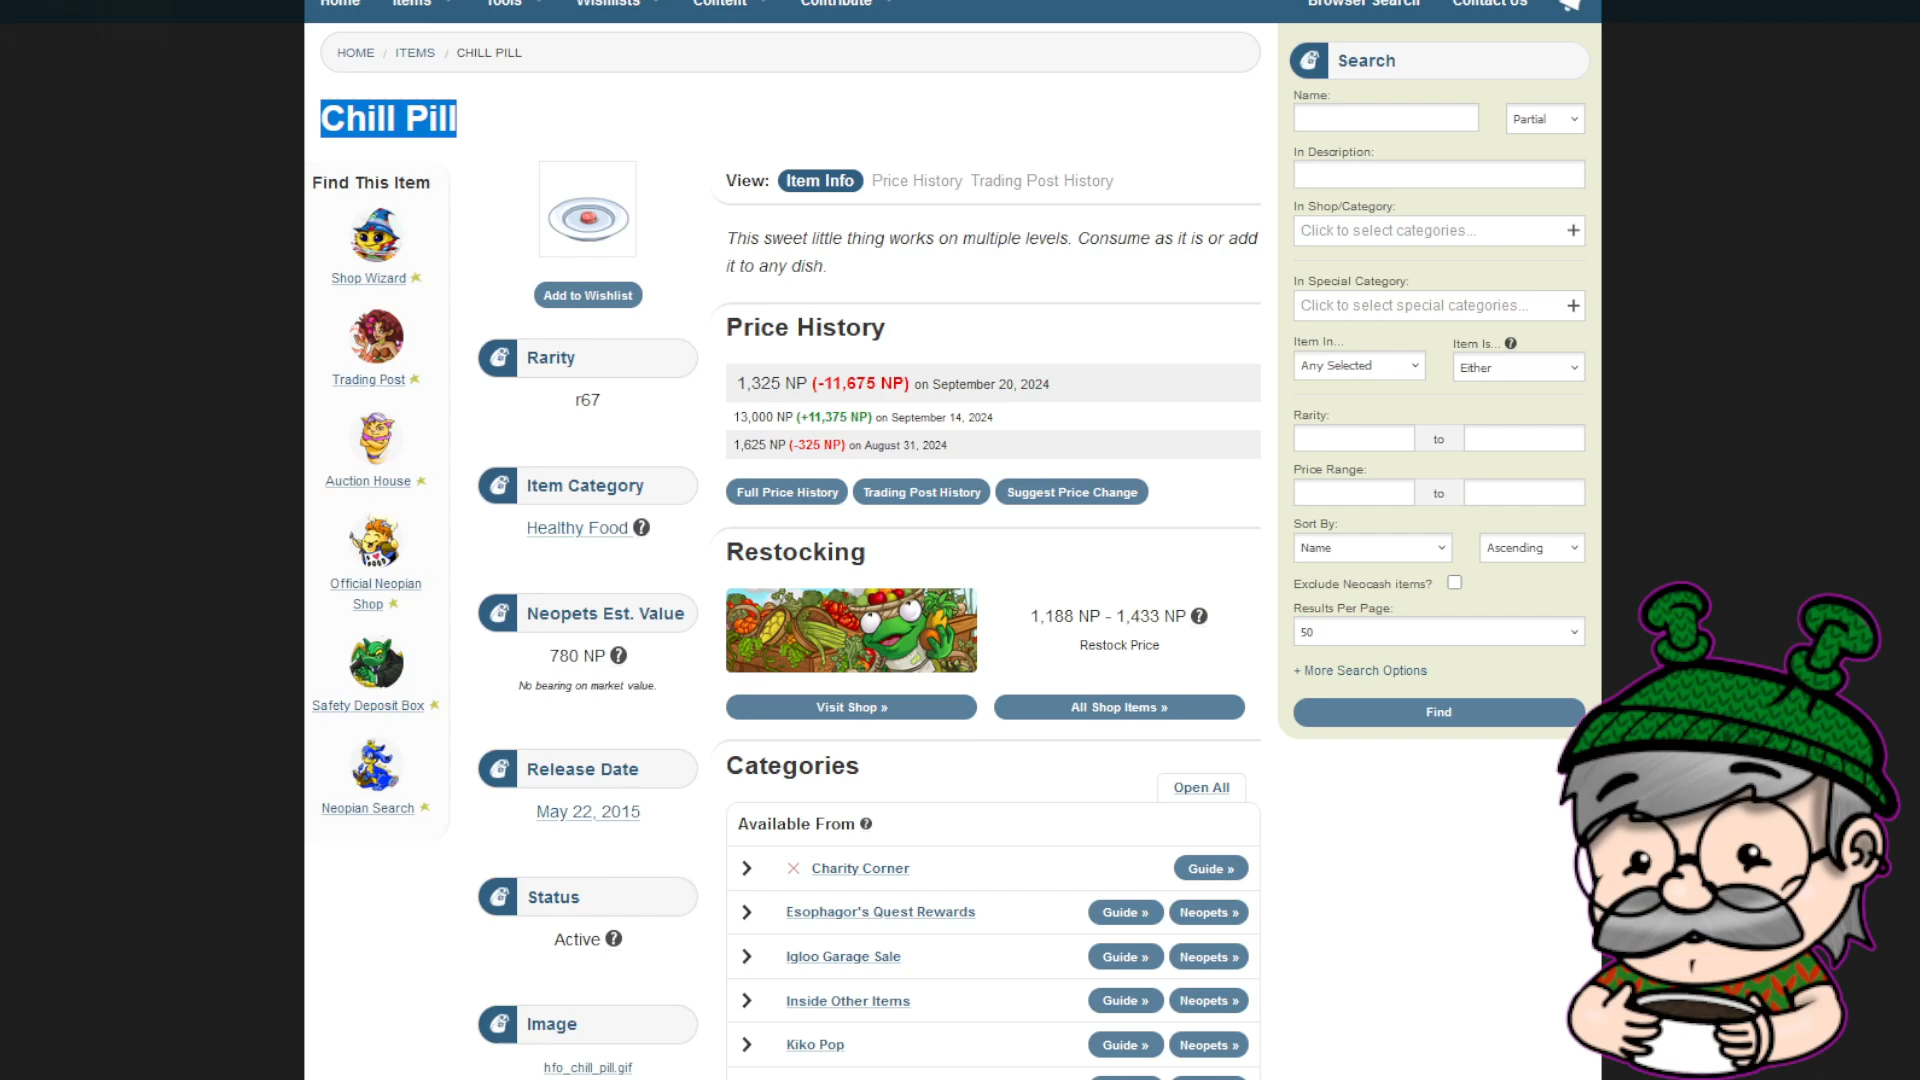 Home Items Tools Wishlists Content Contribute Browser Search Contact Us
HOME / ITEMS / CHILL PILL
Chill Pill
Find This Item
Shop Wizard
Trading Post
Auction House
Official Neopian
Shop
Safety Deposit Box
Neopian Search
Add to Wishlist
Rarity
r67
Item Category
Healthy Food ?
Neopets Est. Value
780 NP ?
No bearing on market value.
Release Date
May 22, 2015
Status
Active ?
Image
hfo_chill_pill.gif
View: Item Info Price History Trading Post History
This sweet little thing works on multiple levels. Consume as it is or add
it to any dish.
Price History
1,325 NP (-11,675 NP) on September 20, 2024
13,000 NP (+11,375 NP) on September 14, 2024
1,625 NP (-325 NP) on August 31, 2024
Full Price History Trading Post History Suggest Price Change
Restocking
1,188 NP - 1,433 NP ?
Restock Price
Visit Shop » All Shop Items »
Categories
Open All
Available From ?
Charity Corner Guide »
Esophagor's Quest Rewards Guide » Neopets »
Igloo Garage Sale Guide » Neopets »
Inside Other Items Guide » Neopets »
Kiko Pop Guide » Neopets »
Search
Name:
Partial
In Description:
In Shop/Category:
Click to select categories... +
In Special Category:
Click to select special categories... +
Item In... Item Is... ?
Any Selected Either
Rarity:
to
Price Range:
to
Sort By:
Name Ascending
Exclude Neocash items?
Results Per Page:
50
+ More Search Options
Find